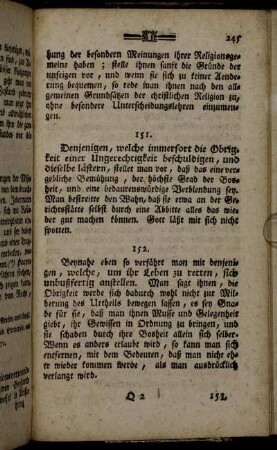 245
hung der besondern Meinungen ihrer Religionsge-
meine haben; stelle ihnen sanft die Gründe der
unsrigen vor, und wenn sie sich zu keiner Aende-
rung bequemen, so rede man ihnen nach den all-
gemeinen Grundsätzen der christlichen Religion zu,
ohne besondere Unterscheidungslehren einzumen-
gen.
151.
Denjenigen, welche immerfort die Obrig-
keit einer Ungerechtigkeit beschuldigen, und
dieselbe lästern, stellet man vor, daß das eine ver-
gebliche Bemühung, der höchste Grad der Bos-
heit, und eine bedauernswürdige Verblendung sey.
Man bestreitte den Wahn, daß sie etwa an der Ge-
richtsstätte selbst durch eine Abbitte alles das wie-
der gut machen können. Gott läßt mir sich nicht
spotten.
152.
Beynahe eben so verfährt man mit denjeni-
gen, welche, um ihr Leben zu retten, sich
unbußfertig anstellen. Man sagt ihnen, die
Obrigkeit werde sich dadurch wohl nicht zur Mil-
derung des Urtheils bewegen lassen, es sey Gna-
de für sie, daß man ihnen Musse und Gelegenheit
giebt, ihr Gewissen in Ordnung zu bringen, und
sie schaden durch ihre Bosheit allein sich selber.
Wenn es anders erlaube wird, so kann man sich
entfernen, mit dem Bedeuten, daß man nicht eh-
er wieder kommen werde, als man ausdrücklich
verlangt wird.
Q 2 153.